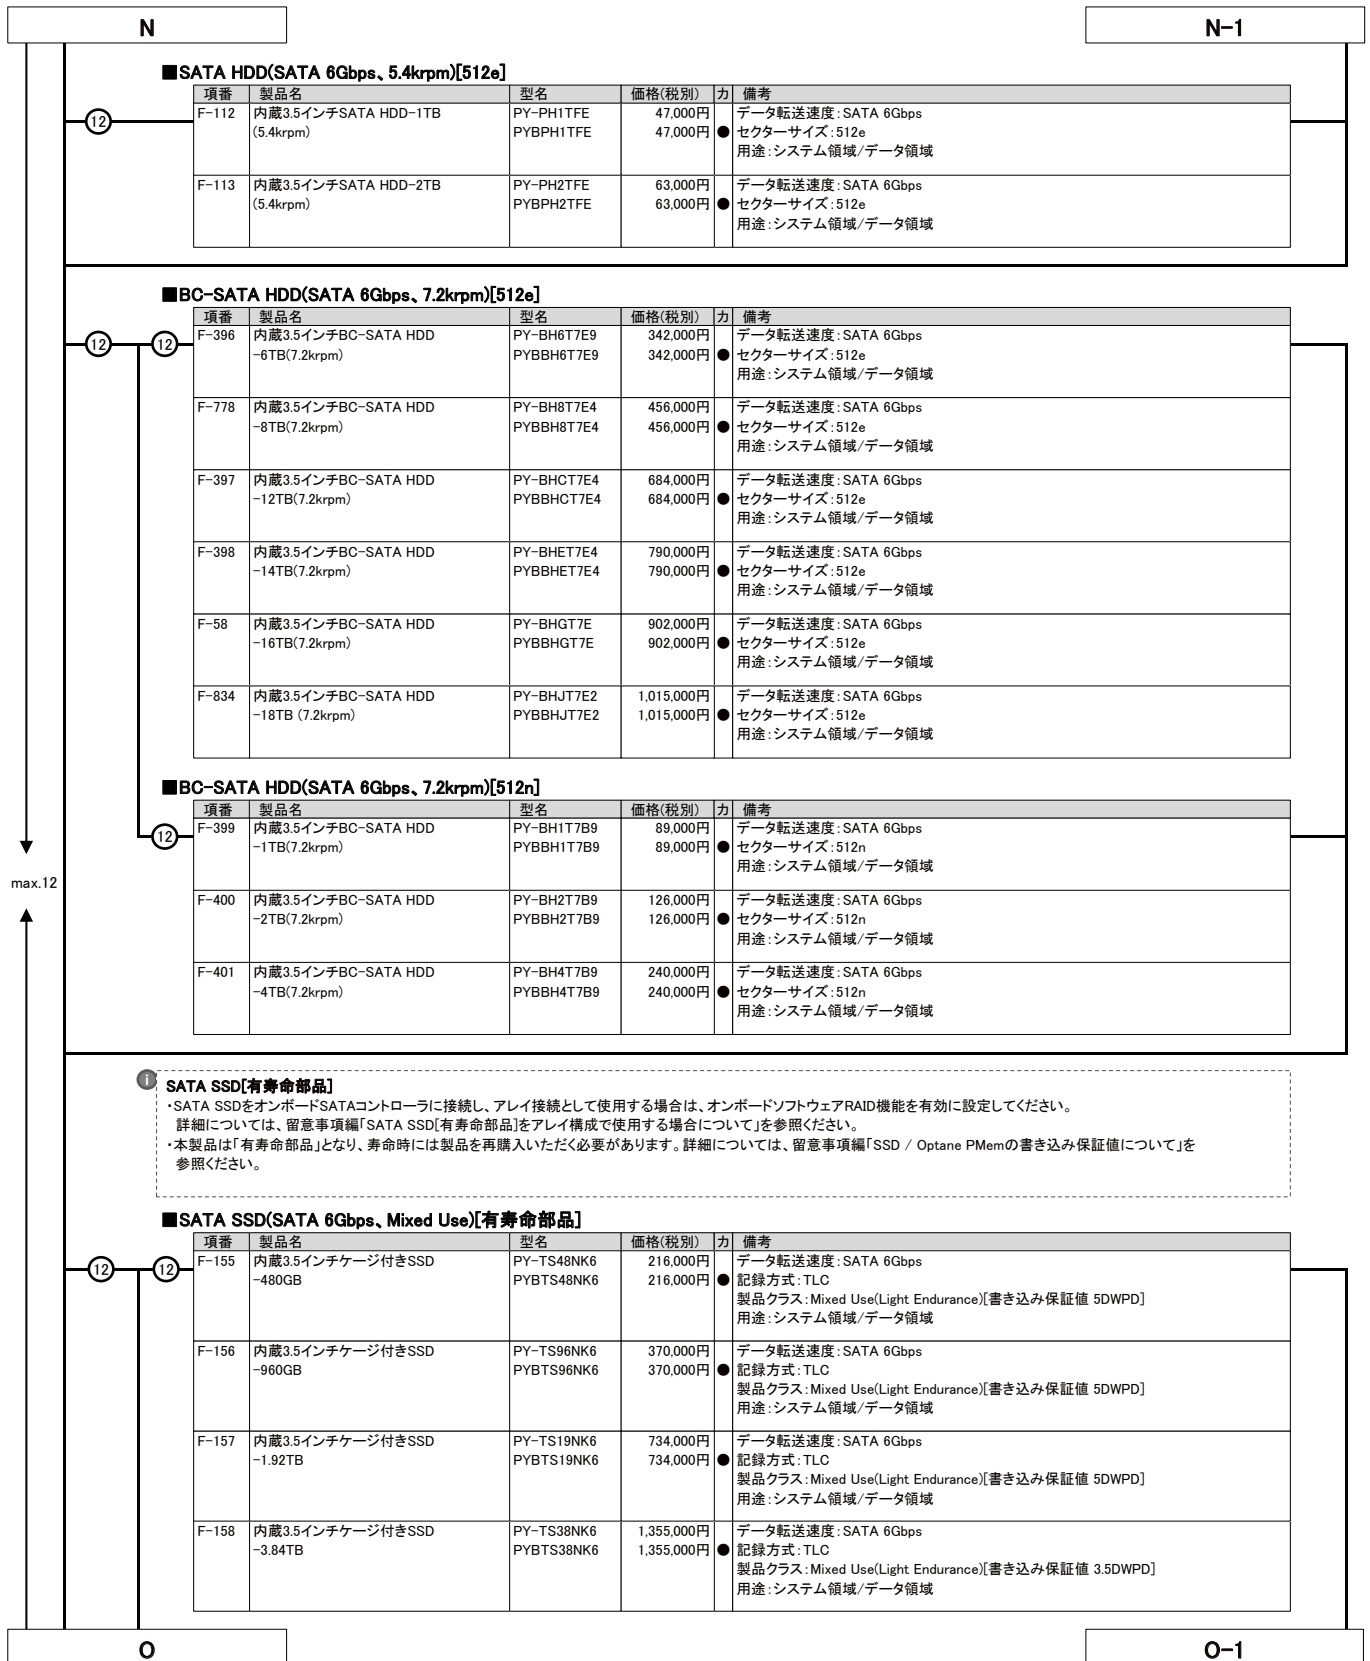 N
N-1
■SATA HDD(SATA 6Gbps、5.4krpm)[512e]
項番 製品名 型名 価格(税別) カ 備考
12 F-112 内蔵3.5インチSATA HDD-1TB PY-PH1TFE 47,000円 データ転送速度:SATA 6Gbps
(5.4krpm) PYBPH1TFE 47,000円 ● セクターサイズ:512e
用途:システム領域/データ領域
F-113 内蔵3.5インチSATA HDD-2TB PY-PH2TFE 63,000円 データ転送速度:SATA 6Gbps
(5.4krpm) PYBPH2TFE 63,000円 ● セクターサイズ:512e
用途:システム領域/データ領域
■BC-SATA HDD(SATA 6Gbps、7.2krpm)[512e]
項番 製品名 型名 価格(税別) カ 備考
12 12 F-396 内蔵3.5インチBC-SATA HDD PY-BH6T7E9 342,000円 データ転送速度:SATA 6Gbps
-6TB(7.2krpm) PYBBH6T7E9 342,000円 ● セクターサイズ:512e
用途:システム領域/データ領域
F-778 内蔵3.5インチBC-SATA HDD PY-BH8T7E4 456,000円 データ転送速度:SATA 6Gbps
-8TB(7.2krpm) PYBBH8T7E4 456,000円 ● セクターサイズ:512e
用途:システム領域/データ領域
F-397 内蔵3.5インチBC-SATA HDD PY-BHCT7E4 684,000円 データ転送速度:SATA 6Gbps
-12TB(7.2krpm) PYBBHCT7E4 684,000円 ● セクターサイズ:512e
用途:システム領域/データ領域
F-398 内蔵3.5インチBC-SATA HDD PY-BHET7E4 790,000円 データ転送速度:SATA 6Gbps
-14TB(7.2krpm) PYBBHET7E4 790,000円 ● セクターサイズ:512e
用途:システム領域/データ領域
F-58 内蔵3.5インチBC-SATA HDD PY-BHGT7E 902,000円 データ転送速度:SATA 6Gbps
-16TB(7.2krpm) PYBBHGT7E 902,000円 ● セクターサイズ:512e
用途:システム領域/データ領域
F-834 内蔵3.5インチBC-SATA HDD PY-BHJT7E2 1,015,000円 データ転送速度:SATA 6Gbps
-18TB (7.2krpm) PYBBHJT7E2 1,015,000円 ● セクターサイズ:512e
用途:システム領域/データ領域
■BC-SATA HDD(SATA 6Gbps、7.2krpm)[512n]
項番 製品名 型名 価格(税別) カ 備考
12 F-399 内蔵3.5インチBC-SATA HDD PY-BH1T7B9 89,000円 データ転送速度:SATA 6Gbps
-1TB(7.2krpm) PYBBH1T7B9 89,000円 ● セクターサイズ:512n
用途:システム領域/データ領域
max.12
F-400 内蔵3.5インチBC-SATA HDD PY-BH2T7B9 126,000円 データ転送速度:SATA 6Gbps
-2TB(7.2krpm) PYBBH2T7B9 126,000円 ● セクターサイズ:512n
用途:システム領域/データ領域
F-401 内蔵3.5インチBC-SATA HDD PY-BH4T7B9 240,000円 データ転送速度:SATA 6Gbps
-4TB(7.2krpm) PYBBH4T7B9 240,000円 ● セクターサイズ:512n
用途:システム領域/データ領域
i SATA SSD[有寿命部品]
・SATA SSDをオンボードSATAコントローラに接続し、アレイ接続として使用する場合は、オンボードソフトウェアRAID機能を有効に設定してください。
詳細については、留意事項編「SATA SSD[有寿命部品]をアレイ構成で使用する場合について」を参照ください。
・本製品は「有寿命部品」となり、寿命時には製品を再購入いただく必要があります。詳細については、留意事項編「SSD / Optane PMemの書き込み保証値について」を
参照ください。
■SATA SSD(SATA 6Gbps、Mixed Use)[有寿命部品]
項番 製品名 型名 価格(税別) カ 備考
12 12 F-155 内蔵3.5インチケージ付きSSD PY-TS48NK6 216,000円 データ転送速度:SATA 6Gbps
-480GB PYBTS48NK6 216,000円 ● 記録方式:TLC
製品クラス:Mixed Use(Light Endurance)[書き込み保証値 5DWPD]
用途:システム領域/データ領域
F-156 内蔵3.5インチケージ付きSSD PY-TS96NK6 370,000円 データ転送速度:SATA 6Gbps
-960GB PYBTS96NK6 370,000円 ● 記録方式:TLC
製品クラス:Mixed Use(Light Endurance)[書き込み保証値 5DWPD]
用途:システム領域/データ領域
F-157 内蔵3.5インチケージ付きSSD PY-TS19NK6 734,000円 データ転送速度:SATA 6Gbps
-1.92TB PYBTS19NK6 734,000円 ● 記録方式:TLC
製品クラス:Mixed Use(Light Endurance)[書き込み保証値 5DWPD]
用途:システム領域/データ領域
F-158 内蔵3.5インチケージ付きSSD PY-TS38NK6 1,355,000円 データ転送速度:SATA 6Gbps
-3.84TB PYBTS38NK6 1,355,000円 ● 記録方式:TLC
製品クラス:Mixed Use(Light Endurance)[書き込み保証値 3.5DWPD]
用途:システム領域/データ領域
O
O-1